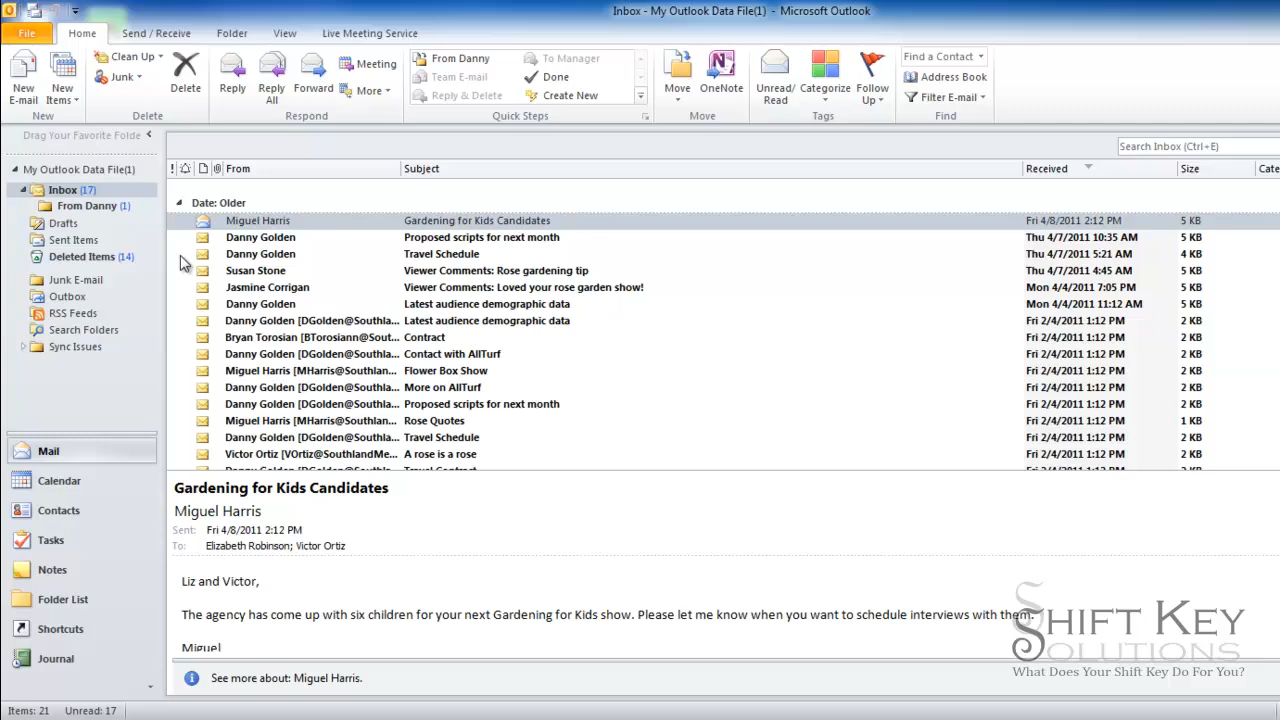 Inbox - My Outlook Data File(1) - Microsoft Outlook
File Home Send / Receive Folder View Live Meeting Service
New E-mail
New Items
Clean Up
Junk
Delete
Reply
Reply All
Forward
Meeting
More
From Danny
Team E-mail
Reply & Delete
To Manager
Done
Create New
Move
OneNote
Unread/ Read
Categorize
Follow Up
Find a Contact
Address Book
Filter E-mail
New Delete Respond Quick Steps Move Tags Find
Drag Your Favorite Folde
My Outlook Data File(1)
Inbox (17)
From Danny (1)
Drafts
Sent Items
Deleted Items (14)
Junk E-mail
Outbox
RSS Feeds
Search Folders
Sync Issues
Mail
Calendar
Contacts
Tasks
Notes
Folder List
Shortcuts
Journal
Search Inbox (Ctrl+E)
! From Subject Received Size Cate
Date: Older
Miguel Harris Gardening for Kids Candidates Fri 4/8/2011 2:12 PM 5 KB
Danny Golden Proposed scripts for next month Thu 4/7/2011 10:35 AM 5 KB
Danny Golden Travel Schedule Thu 4/7/2011 5:21 AM 4 KB
Susan Stone Viewer Comments: Rose gardening tip Thu 4/7/2011 4:45 AM 5 KB
Jasmine Corrigan Viewer Comments: Loved your rose garden show! Mon 4/4/2011 7:05 PM 5 KB
Danny Golden Latest audience demographic data Mon 4/4/2011 11:12 AM 5 KB
Danny Golden [DGolden@Southla... Latest audience demographic data Fri 2/4/2011 1:12 PM 2 KB
Bryan Torosian [BTorosiann@Sout... Contract Fri 2/4/2011 1:12 PM 2 KB
Danny Golden [DGolden@Southla... Contact with AllTurf Fri 2/4/2011 1:12 PM 2 KB
Miguel Harris [MHarris@Southlan... Flower Box Show Fri 2/4/2011 1:12 PM 2 KB
Danny Golden [DGolden@Southla... More on AllTurf Fri 2/4/2011 1:12 PM 2 KB
Danny Golden [DGolden@Southla... Proposed scripts for next month Fri 2/4/2011 1:12 PM 2 KB
Miguel Harris [MHarris@Southlan... Rose Quotes Fri 2/4/2011 1:12 PM 1 KB
Danny Golden [DGolden@Southla... Travel Schedule Fri 2/4/2011 1:12 PM 2 KB
Victor Ortiz [VOrtiz@SouthlandMe... A rose is a rose Fri 2/4/2011 1:12 PM 2 KB
Danny Golden [DGolden@Southla... Travel Contract Fri 2/4/2011 1:12 PM 2 KB
Gardening for Kids Candidates
Miguel Harris
Sent: Fri 4/8/2011 2:12 PM
To: Elizabeth Robinson; Victor Ortiz
Liz and Victor,
The agency has come up with six children for your next Gardening for Kids show. Please let me know when you want to schedule interviews with them.
Miguel
See more about: Miguel Harris.
SHIFT KEY
SOLUTIONS
What Does Your Shift Key Do For You?
Items: 21 Unread: 17